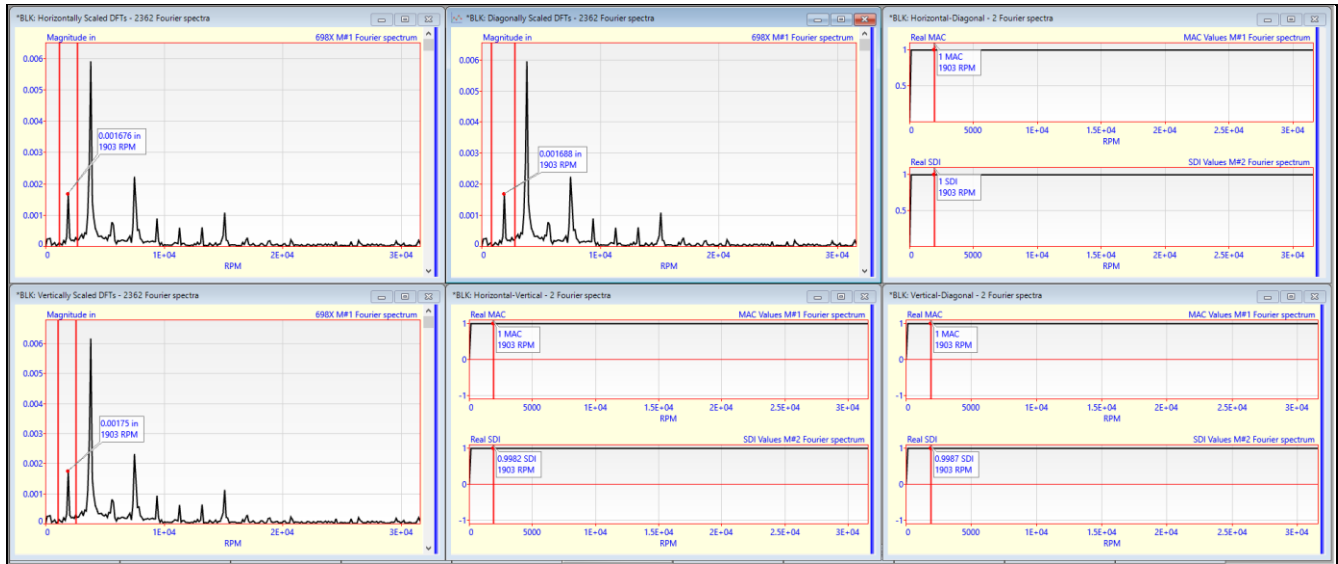 *BLK: Horizontally Scaled DFTs - 2362 Fourier spectra
Magnitude in 698X M#1 Fourier spectrum
0.006
0.005
0.004
0.003
0.002
0.001
0
0.001676 in
1903 RPM
0 1E+04 2E+04 3E+04
RPM
*BLK: Diagonally Scaled DFTs - 2362 Fourier spectra
Magnitude in 698X M#1 Fourier spectrum
0.006
0.005
0.004
0.003
0.002
0.001
0
0.001688 in
1903 RPM
0 1E+04 2E+04 3E+04
RPM
*BLK: Horizontal-Diagonal - 2 Fourier spectra
Real MAC MAC Values M#1 Fourier spectrum
1
0.5
1 MAC
1903 RPM
0 5000 1E+04 1.5E+04 2E+04 2.5E+04 3E+04
RPM
Real SDI SDI Values M#2 Fourier spectrum
1
0.5
1 SDI
1903 RPM
0 5000 1E+04 1.5E+04 2E+04 2.5E+04 3E+04
RPM
*BLK: Vertically Scaled DFTs - 2362 Fourier spectra
Magnitude in 698X M#1 Fourier spectrum
0.006
0.005
0.004
0.003
0.002
0.001
0
0.00175 in
1903 RPM
0 1E+04 2E+04 3E+04
RPM
*BLK: Horizontal-Vertical - 2 Fourier spectra
Real MAC MAC Values M#1 Fourier spectrum
1
0
-1
1 MAC
1903 RPM
0 5000 1E+04 1.5E+04 2E+04 2.5E+04 3E+04
RPM
Real SDI SDI Values M#2 Fourier spectrum
1
0
-1
0.9982 SDI
1903 RPM
0 5000 1E+04 1.5E+04 2E+04 2.5E+04 3E+04
RPM
*BLK: Vertical-Diagonal - 2 Fourier spectra
Real MAC MAC Values M#1 Fourier spectrum
1
0
-1
1 MAC
1903 RPM
0 5000 1E+04 1.5E+04 2E+04 2.5E+04 3E+04
RPM
Real SDI SDI Values M#2 Fourier spectrum
1
0
-1
0.9987 SDI
1903 RPM
0 5000 1E+04 1.5E+04 2E+04 2.5E+04 3E+04
RPM